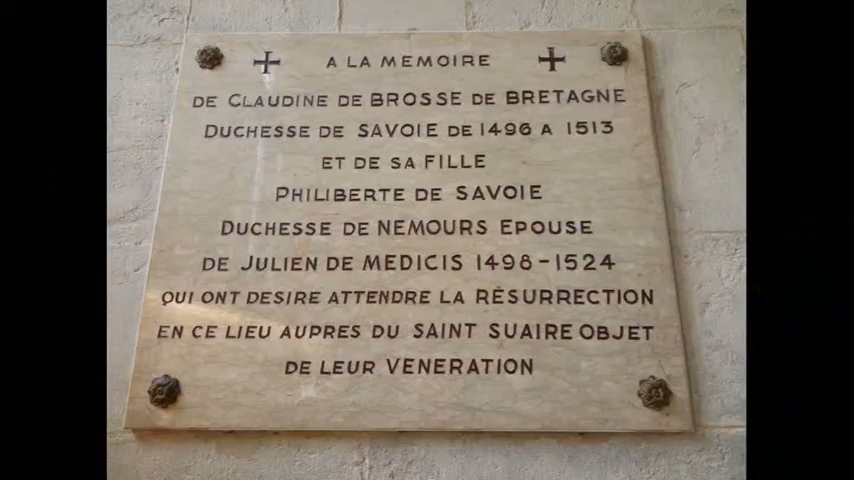 A LA MEMOIRE
DE CLAUDINE DE BROSSE DE BRETAGNE
DUCHESSE DE SAVOIE DE 1496 A 1513
ET DE SA FILLE
PHILIBERTE DE SAVOIE
DUCHESSE DE NEMOURS EPOUSE
DE JULIEN DE MEDICIS 1498-1524
QUI ONT DESIRE ATTENDRE LA RÉSURRECTION
EN CE LIEU AUPRES DU SAINT SUAIRE OBJET
DE LEUR VENERATION